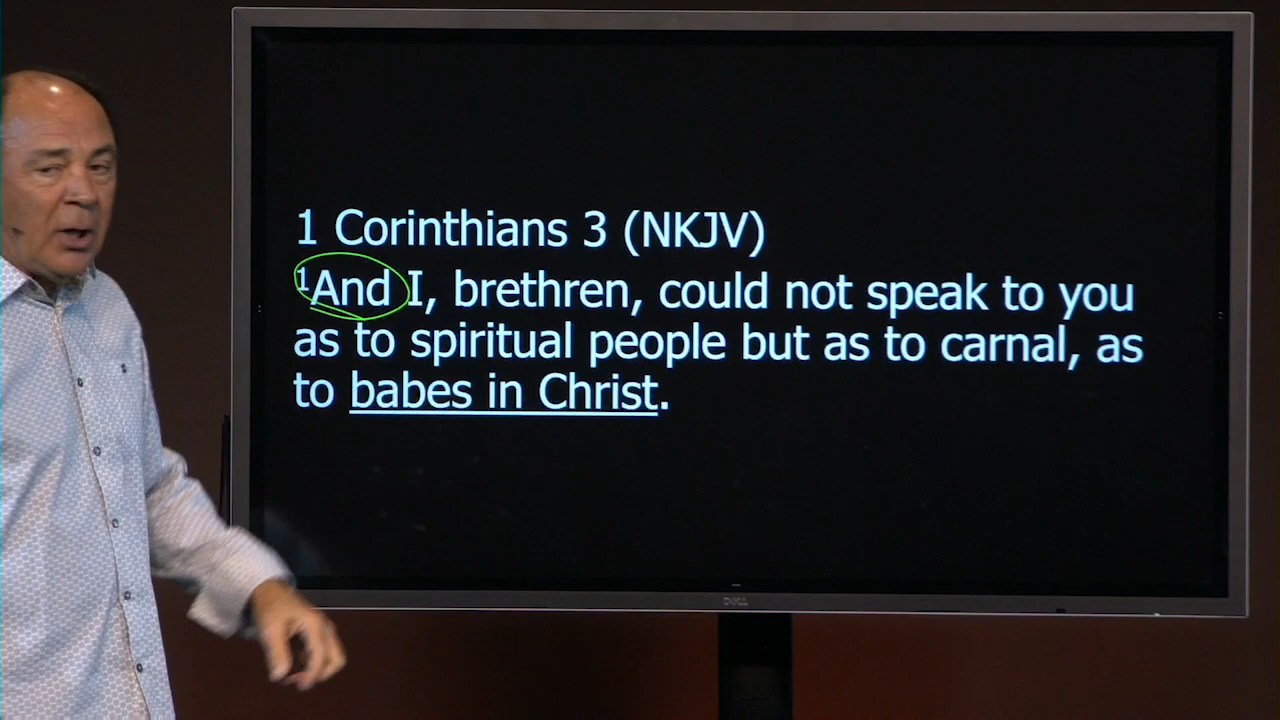 1 Corinthians 3 (NKJV)
¹And I, brethren, could not speak to you
as to spiritual people but as to carnal, as
to babes in Christ.
DELL